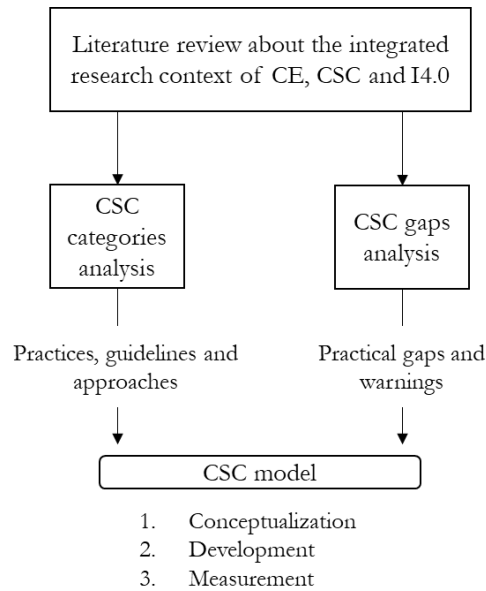 Literature review about the integrated
research context of CE, CSC and I4.0
CSC
categories
analysis
CSC gaps
analysis
Practices, guidelines and
approaches
Practical gaps and
warnings
CSC model
1. Conceptualization
2. Development
3. Measurement